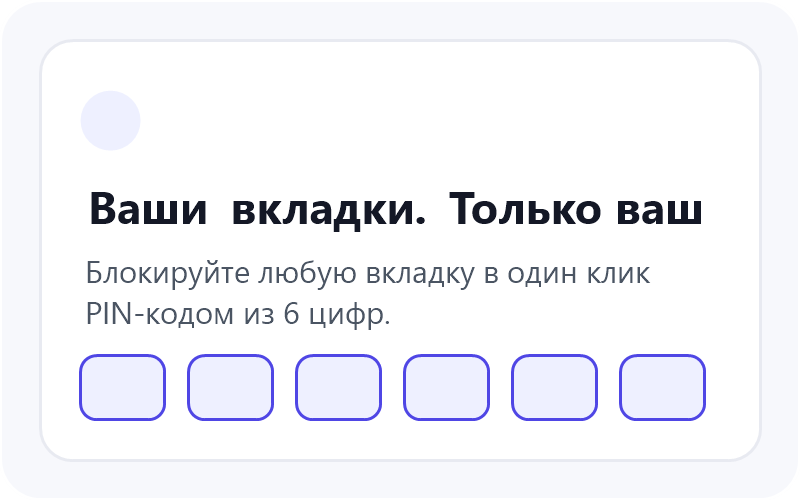 Ваши вкладки. Только ваш
Блокируйте любую вкладку в один клик
PIN-кодом из 6 цифр.